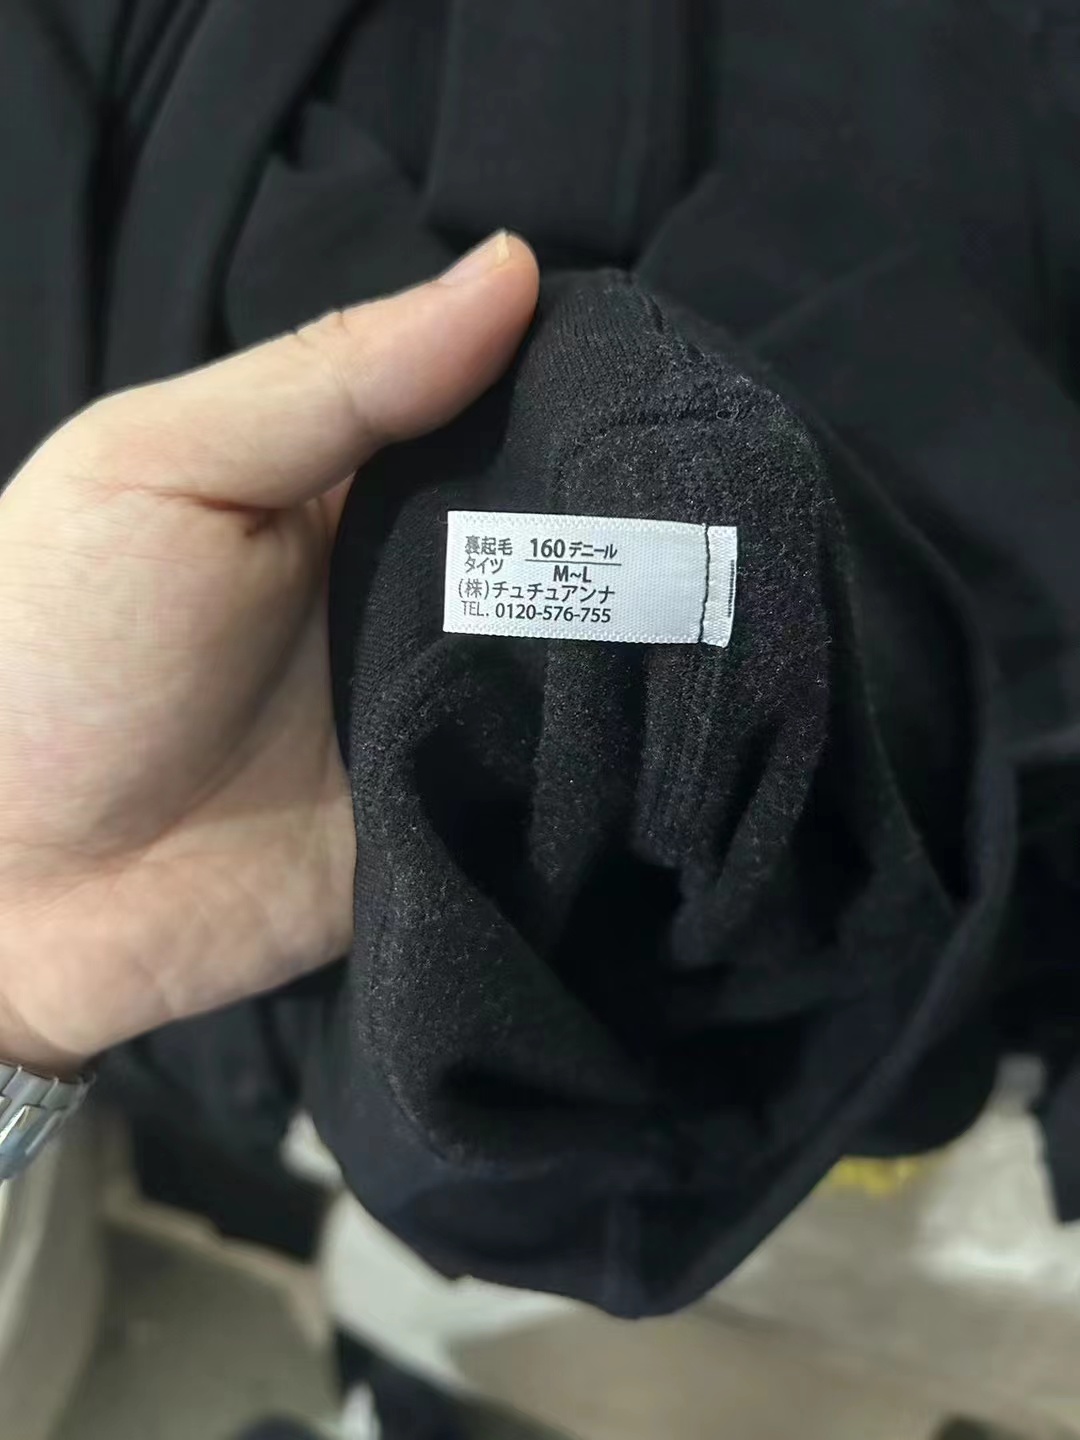 裏起毛 160デニール
タイツ M~L
(株)チュチュアンナ
TEL. 0120-576-755